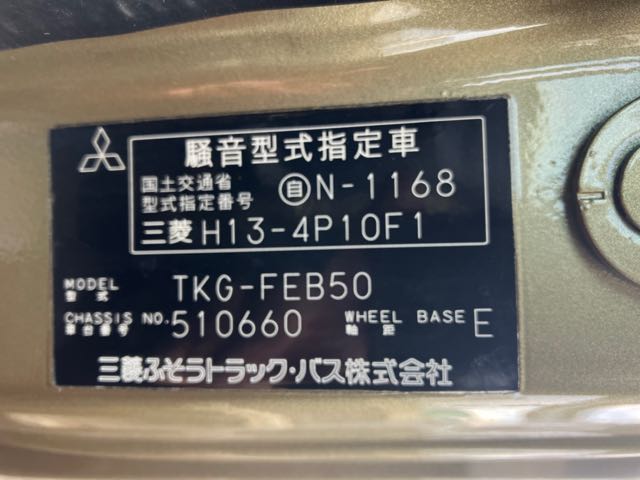 騒音型式指定車
国土交通省
型式指定番号 自N-1168
三菱 H13-4P10F1
MODEL
型式 TKG-FEB50
CHASSIS NO. 510660 WHEEL BASE E
車台番号 軸距
三菱ふそうトラック・バス株式会社